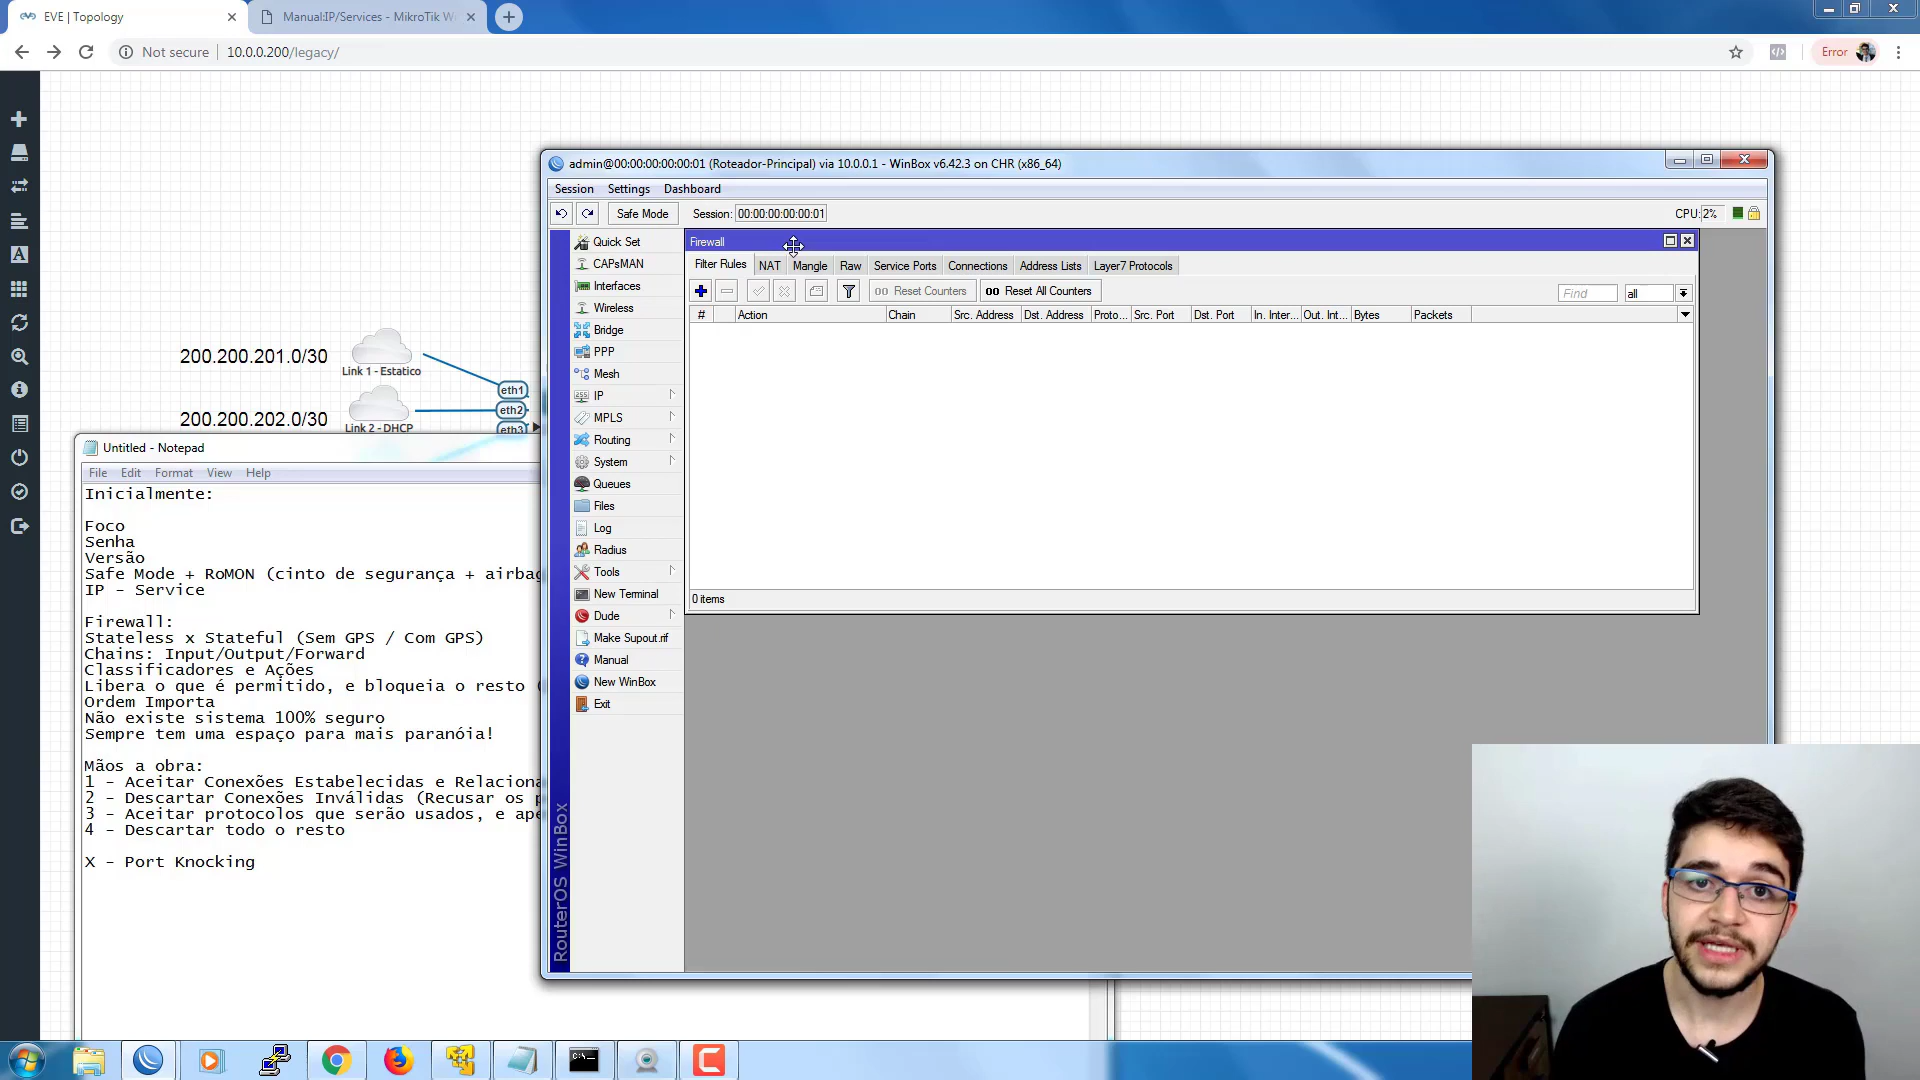 EVE | Topology
Manual:IP/Services - MikroTik W
Not secure
10.0.0.200/legacy/
Error
200.200.201.0/30
Link 1 - Estatico
eth1
eth2
200.200.202.0/30
Link 2 - DHCP
eth3
Untitled - Notepad
File Edit Format View Help
Inicialmente:
Foco
Senha
Versão
Safe Mode + RoMON (cinto de segurança + airbag
IP - Service
Firewall:
Stateless x Stateful (Sem GPS / Com GPS)
Chains: Input/Output/Forward
Classificadores e Ações
Libera o que é permitido, e bloqueia o resto (
Ordem Importa
Não existe sistema 100% seguro
Sempre tem uma espaço para mais paranóia!
Mãos a obra:
1 - Aceitar Conexões Estabelecidas e Relaciona
2 - Descartar Conexões Inválidas (Recusar os p
3 - Aceitar protocolos que serão usados, e ape
4 - Descartar todo o resto
X - Port Knocking
admin@00:00:00:00:00:01 (Roteador-Principal) via 10.0.0.1 - WinBox v6.42.3 on CHR (x86_64)
Session Settings Dashboard
Safe Mode Session: 00:00:00:00:00:01 CPU: 2%
RouterOS WinBox
Quick Set
CAPsMAN
Interfaces
Wireless
Bridge
PPP
Mesh
IP
MPLS
Routing
System
Queues
Files
Log
Radius
Tools
New Terminal
Dude
Make Supout.rif
Manual
New WinBox
Exit
Firewall
Filter Rules NAT Mangle Raw Service Ports Connections Address Lists Layer7 Protocols
00 Reset Counters 00 Reset All Counters Find all
# Action Chain Src. Address Dst. Address Proto... Src. Port Dst. Port In. Inter... Out. Int... Bytes Packets
0 items